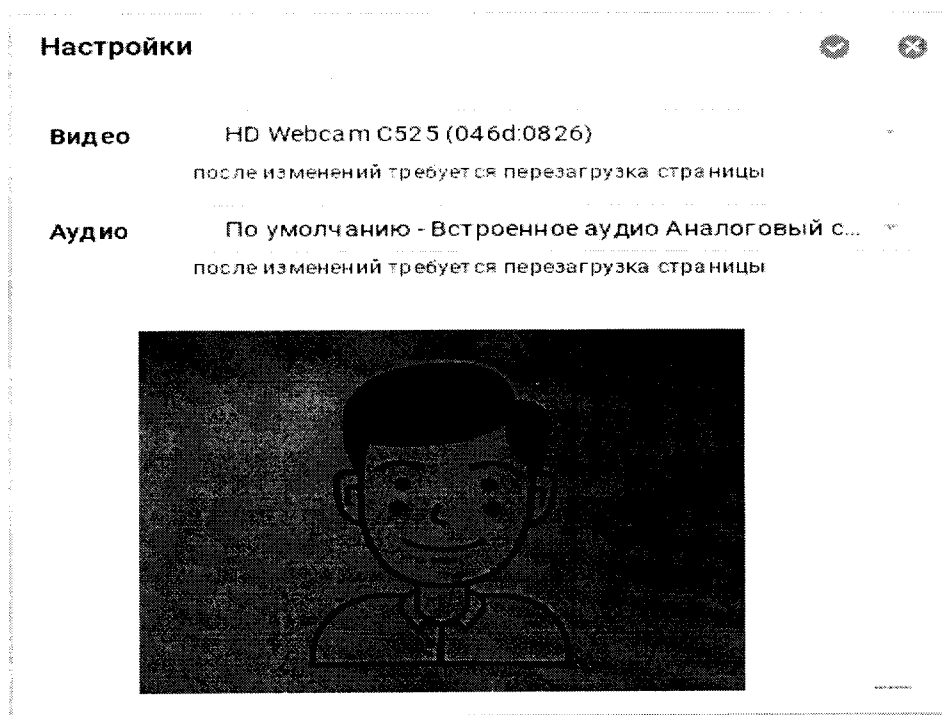 Настройки
Видео
HD Webcam C525 (046d:0826)
после изменений требуется перезагрузка страницы
Аудио
По умолчанию - Встроенное аудио Аналоговый с...
после изменений требуется перезагрузка страницы